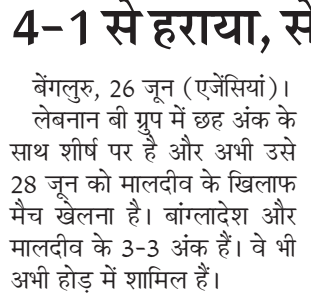 4-1 से हराया, से
बेंगलुरु, 26 जून (एजेंसियां)।
लेबनान बी ग्रुप में छह अंक के
साथ शीर्ष पर है और अभी उसे
28 जून को मालदीव के खिलाफ
मैच खेलना है। बांग्लादेश और
मालदीव के 3-3 अंक हैं। वे भी
अभी होड़ में शामिल हैं।